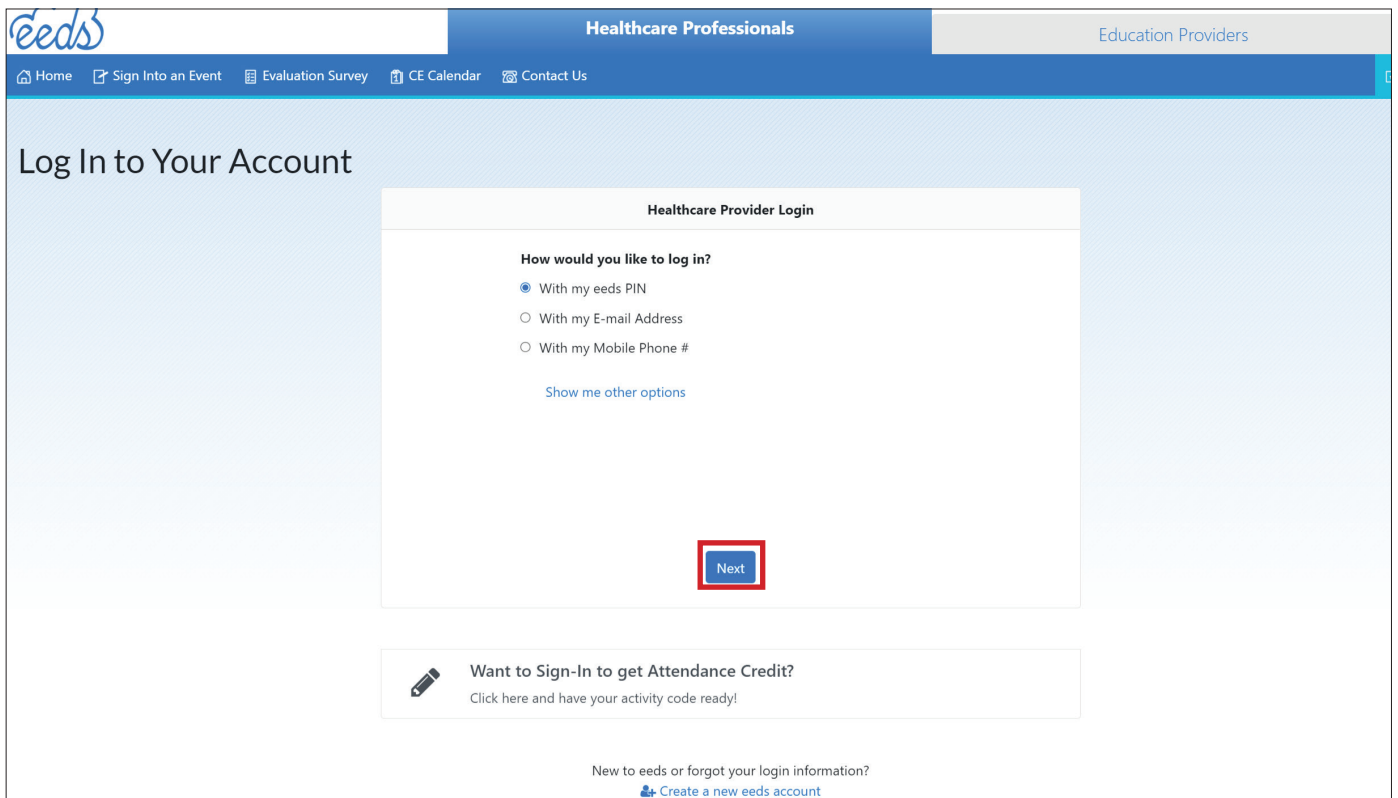 eeds
Healthcare Professionals
Education Providers
Home Sign Into an Event Evaluation Survey CE Calendar Contact Us
Log In to Your Account
Healthcare Provider Login
How would you like to log in?
With my eeds PIN
With my E-mail Address
With my Mobile Phone #
Show me other options
Next
Want to Sign-In to get Attendance Credit?
Click here and have your activity code ready!
New to eeds or forgot your login information?
Create a new eeds account